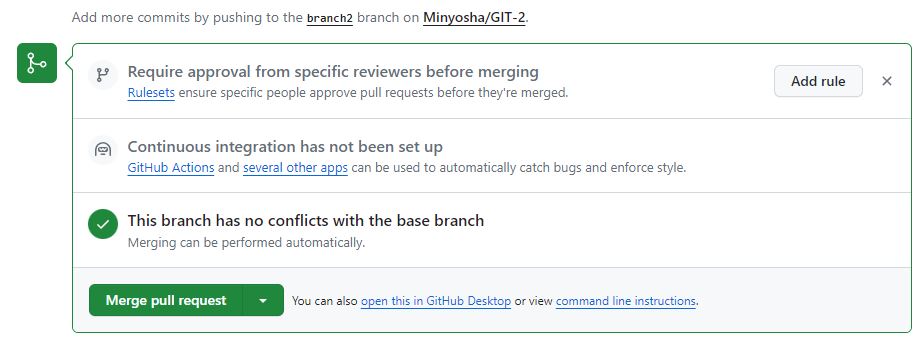 Add more commits by pushing to the branch2 branch on Minyosha/GIT-2.
Require approval from specific reviewers before merging
Rulesets ensure specific people approve pull requests before they're merged.
Add rule
Continuous integration has not been set up
GitHub Actions and several other apps can be used to automatically catch bugs and enforce style.
This branch has no conflicts with the base branch
Merging can be performed automatically.
Merge pull request
You can also open this in GitHub Desktop or view command line instructions.